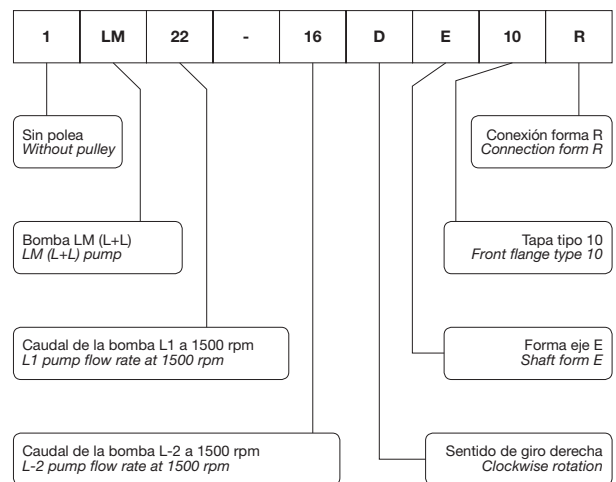 1 LM 22 - 16 D E 10 R
Sin polea
Without pulley
Conexión forma R
Connection form R
Bomba LM (L+L)
LM (L+L) pump
Tapa tipo 10
Front flange type 10
Caudal de la bomba L1 a 1500 rpm
L1 pump flow rate at 1500 rpm
Forma eje E
Shaft form E
Caudal de la bomba L-2 a 1500 rpm
L-2 pump flow rate at 1500 rpm
Sentido de giro derecha
Clockwise rotation